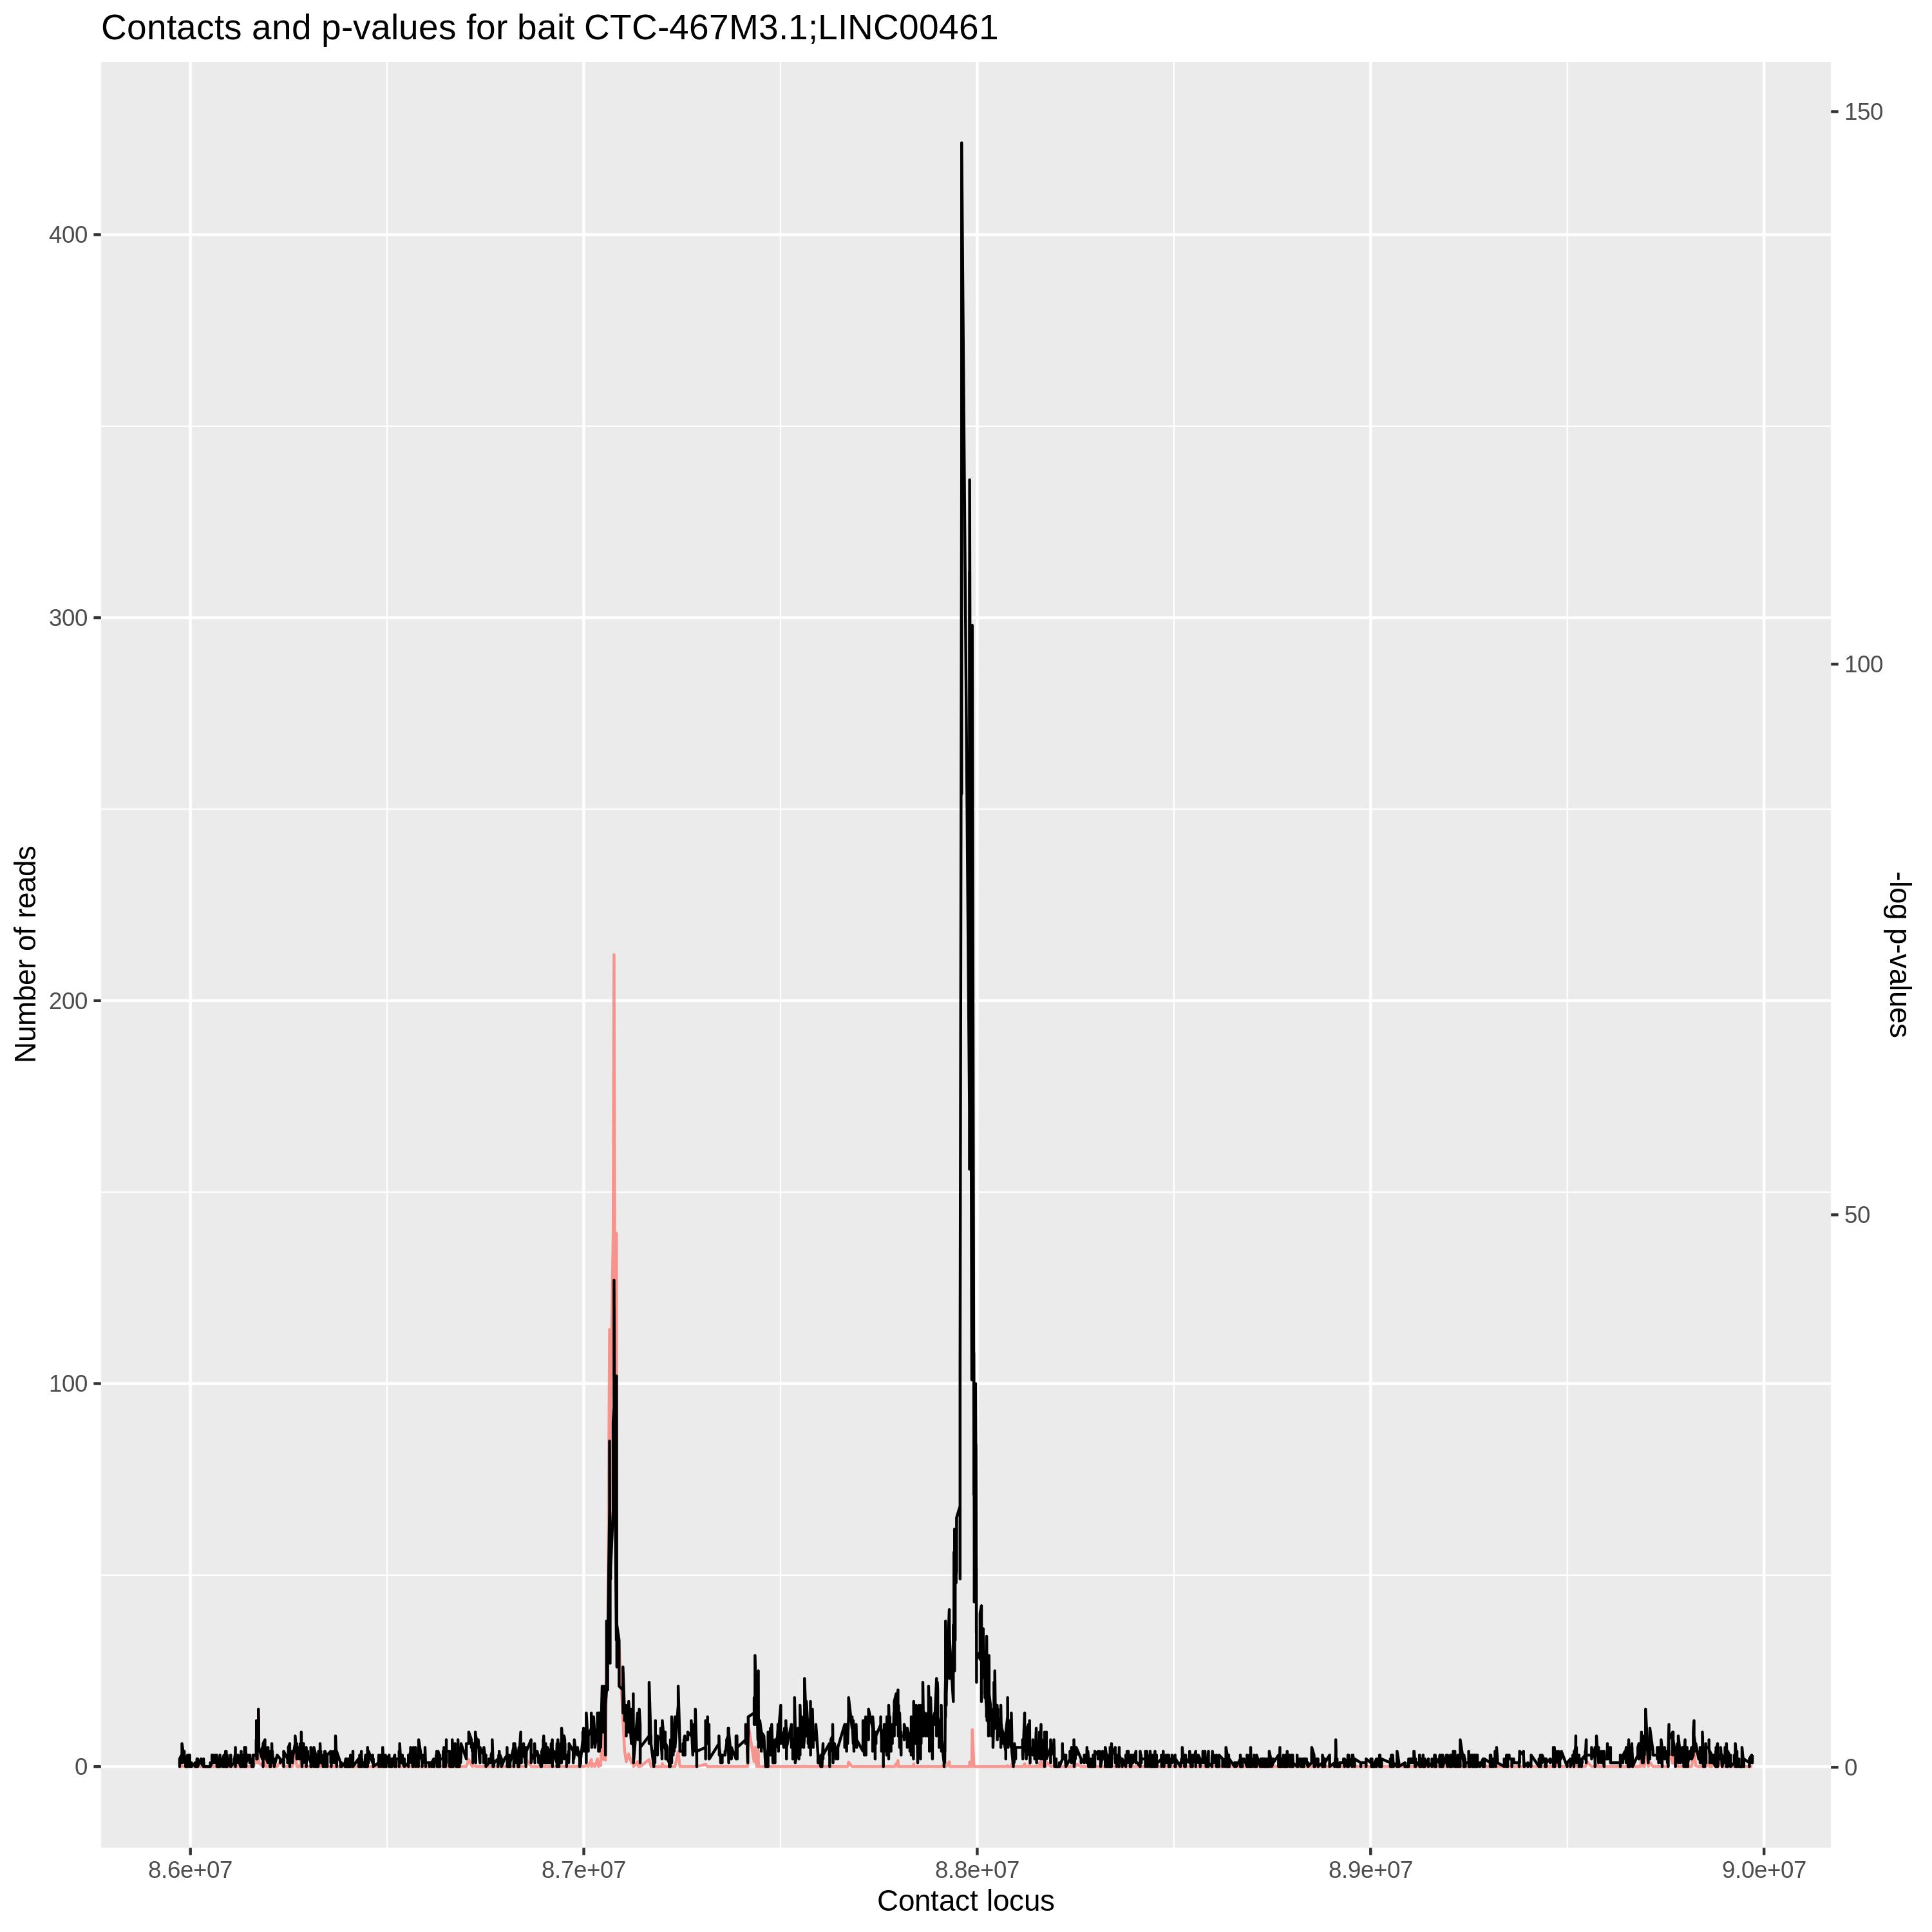 Contacts and p-values for bait CTC-467M3.1;LINC00461
Number of reads
400
300
200
100
0
150
100
50
0
-log p-values
8.6e+07
8.7e+07
8.8e+07
8.9e+07
9.0e+07
Contact locus